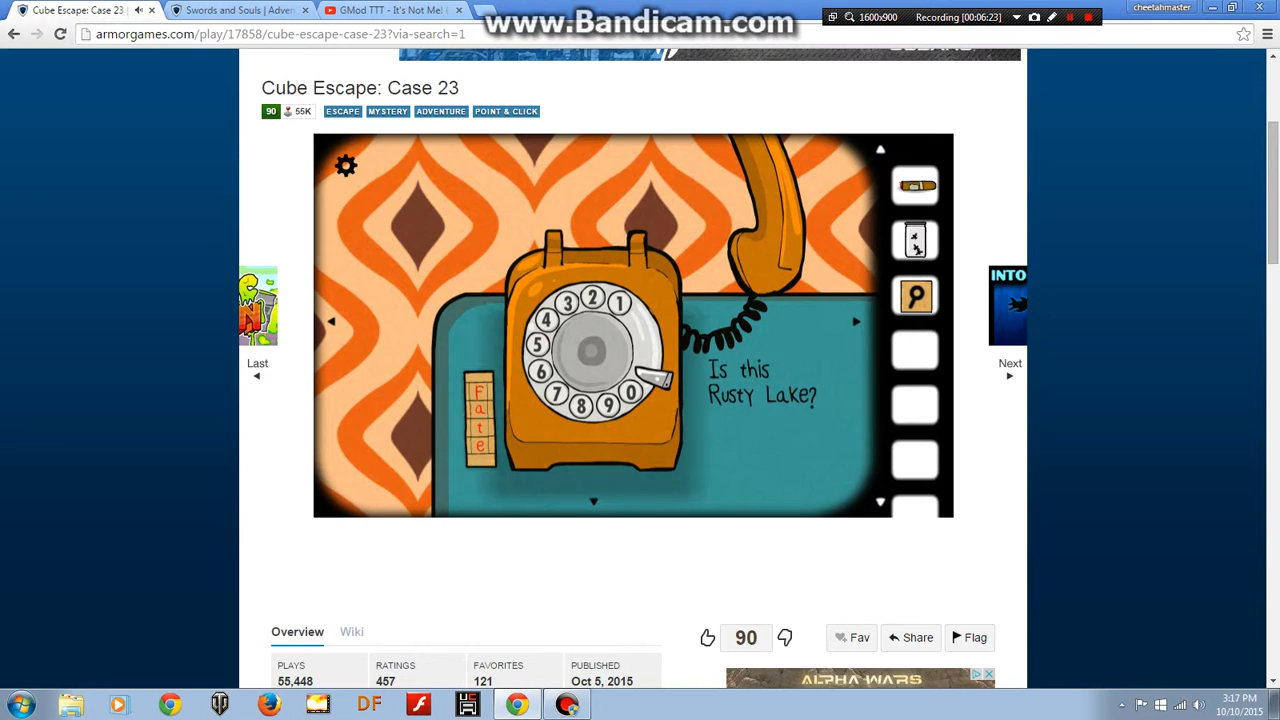 Cube Escape: Case 23
Swords and Souls | Adven
GMod TTT - It's Not Me! (
www.Bandicam.com
1600x900
Recording [00:06:23]
cheetahmaster
armorgames.com/play/17858/cube-escape-case-23?via-search=1
Cube Escape: Case 23
90
55K
ESCAPE
MYSTERY
ADVENTURE
POINT & CLICK
1
2
3
4
5
6
7
8
9
0
Fate
Is this
Rusty Lake?
INTO
Last
Next
Overview
Wiki
90
Fav
Share
Flag
PLAYS
RATINGS
FAVORITES
PUBLISHED
55,448
457
121
Oct 5, 2015
ALPHA WARS
DF
3:17 PM
10/10/2015